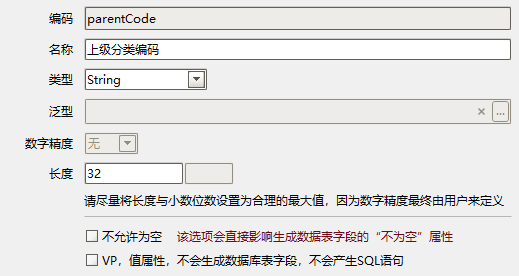 编码 parentCode
名称 上级分类编码
类型 String
泛型 × ...
数字精度 无
长度 32
请尽量将长度与小数位数设置为合理的最大值，因为数字精度最终由用户来定义
不允许为空 该选项会直接影响生成数据表字段的“不为空”属性
VP，值属性，不会生成数据库表字段，不会产生SQL语句